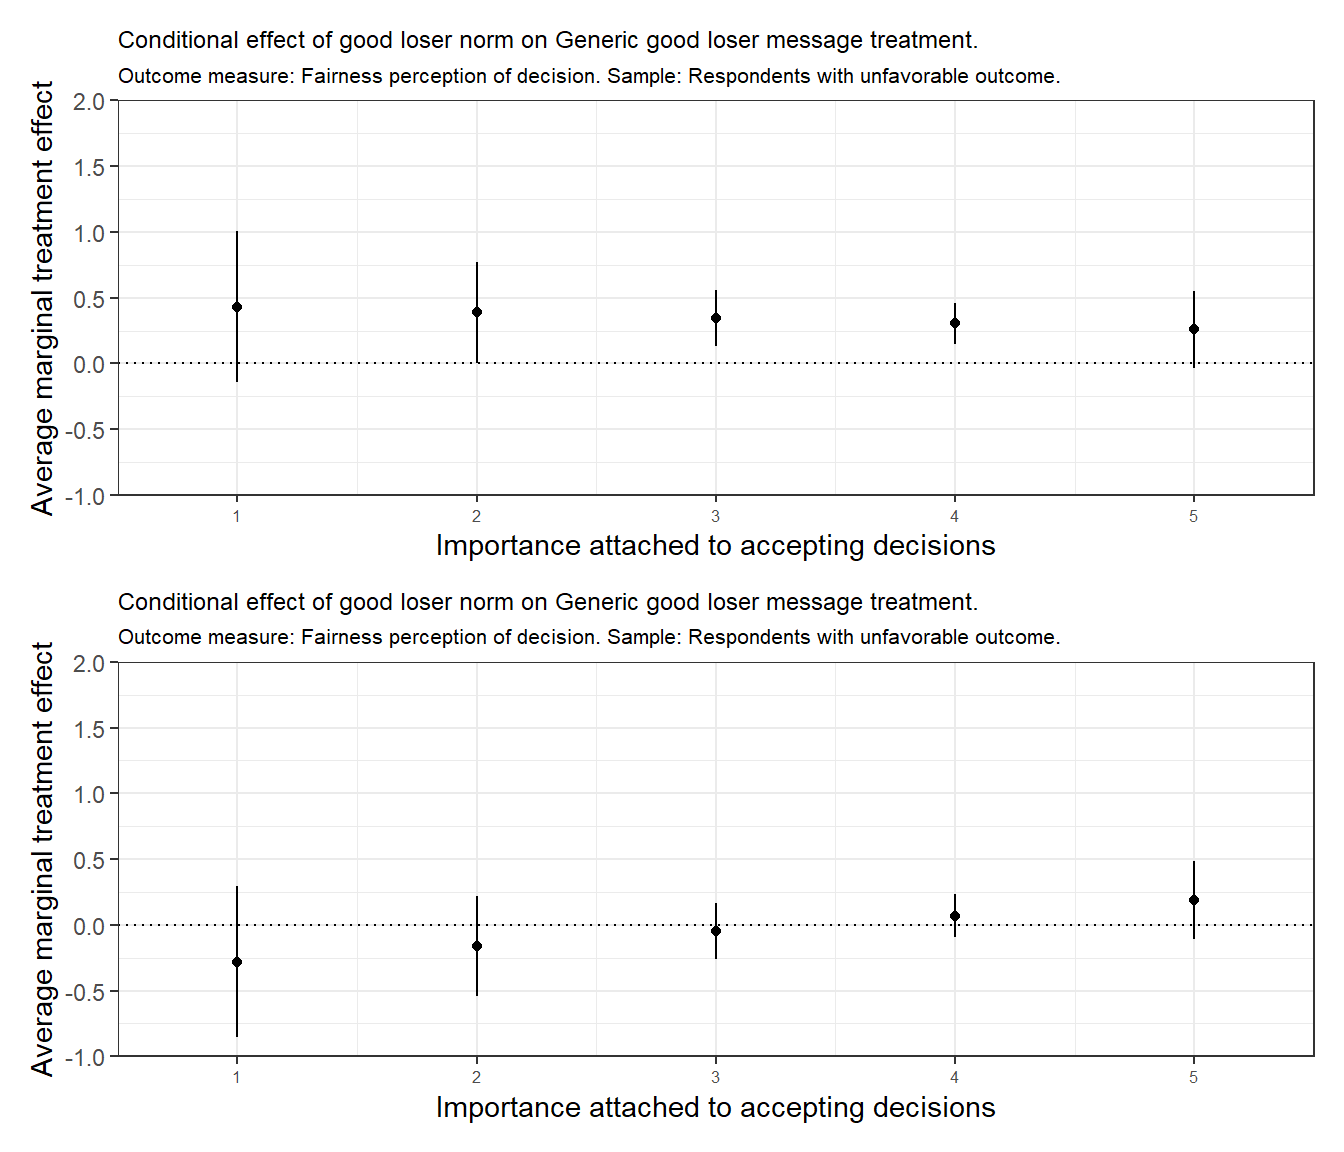 Conditional effect of good loser norm on Generic good loser message treatment.
Outcome measure: Fairness perception of decision. Sample: Respondents with unfavorable outcome.
Average marginal treatment effect
2.0
1.5
1.0
0.5
0.0
-0.5
-1.0
1 2 3 4 5
Importance attached to accepting decisions
Conditional effect of good loser norm on Generic good loser message treatment.
Outcome measure: Fairness perception of decision. Sample: Respondents with unfavorable outcome.
Average marginal treatment effect
2.0
1.5
1.0
0.5
0.0
-0.5
-1.0
1 2 3 4 5
Importance attached to accepting decisions